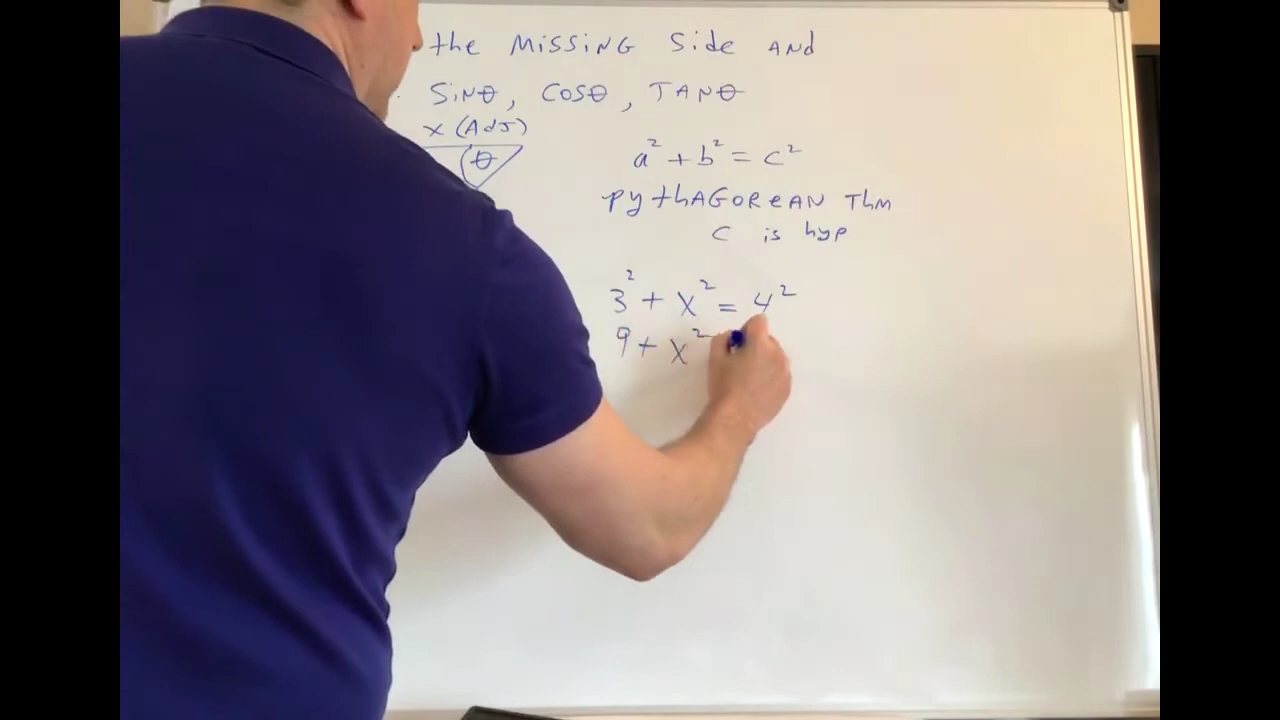 the MissiNG Side ANd
SiNθ, COSθ, TANθ
x (Adj)
θ
a² + b² = c²
pythAGOReAN Thm
c is hyp
3² + x² = 4²
9 + x²